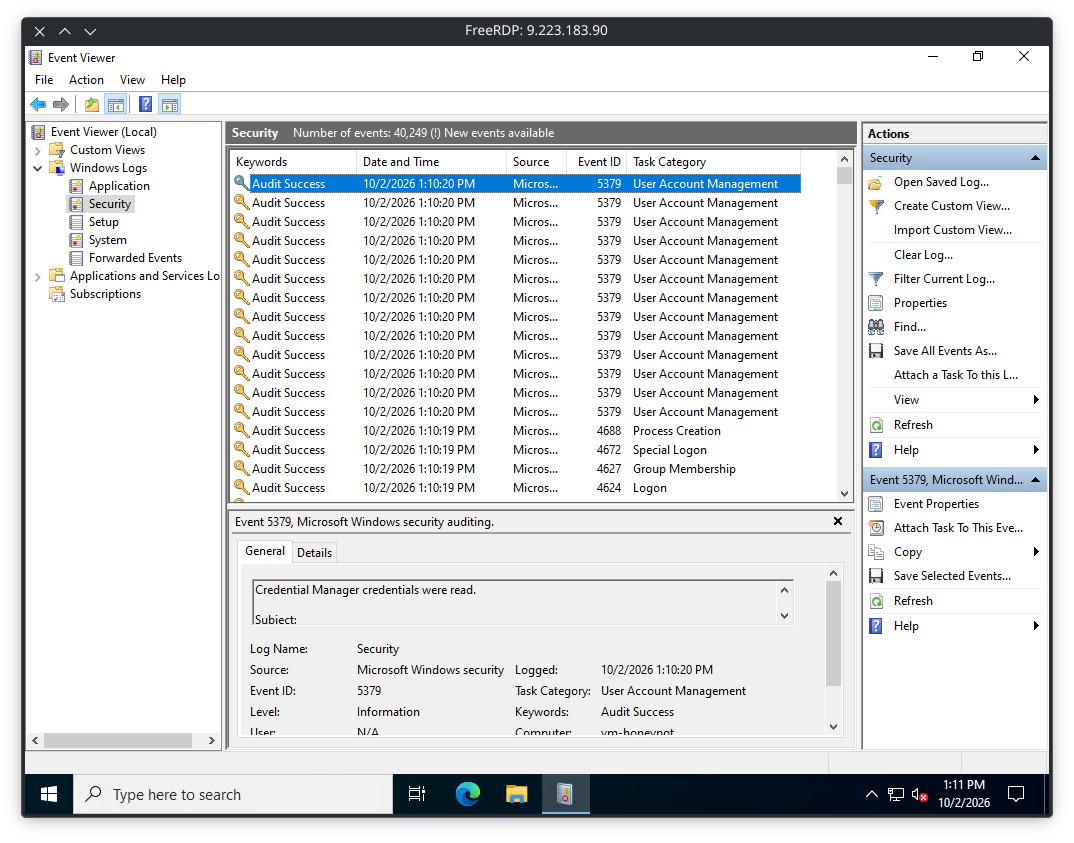 FreeRDP: 9.223.183.90
Event Viewer
File Action View Help
Event Viewer (Local)
Custom Views
Windows Logs
Application
Security
Setup
System
Forwarded Events
Applications and Services Lo
Subscriptions
Security Number of events: 40,249 (!) New events available
Keywords Date and Time Source Event ID Task Category
Audit Success 10/2/2026 1:10:20 PM Micros... 5379 User Account Management
Audit Success 10/2/2026 1:10:20 PM Micros... 5379 User Account Management
Audit Success 10/2/2026 1:10:20 PM Micros... 5379 User Account Management
Audit Success 10/2/2026 1:10:20 PM Micros... 5379 User Account Management
Audit Success 10/2/2026 1:10:20 PM Micros... 5379 User Account Management
Audit Success 10/2/2026 1:10:20 PM Micros... 5379 User Account Management
Audit Success 10/2/2026 1:10:20 PM Micros... 5379 User Account Management
Audit Success 10/2/2026 1:10:20 PM Micros... 5379 User Account Management
Audit Success 10/2/2026 1:10:20 PM Micros... 5379 User Account Management
Audit Success 10/2/2026 1:10:20 PM Micros... 5379 User Account Management
Audit Success 10/2/2026 1:10:20 PM Micros... 5379 User Account Management
Audit Success 10/2/2026 1:10:20 PM Micros... 5379 User Account Management
Audit Success 10/2/2026 1:10:20 PM Micros... 5379 User Account Management
Audit Success 10/2/2026 1:10:19 PM Micros... 4688 Process Creation
Audit Success 10/2/2026 1:10:19 PM Micros... 4672 Special Logon
Audit Success 10/2/2026 1:10:19 PM Micros... 4627 Group Membership
Audit Success 10/2/2026 1:10:19 PM Micros... 4624 Logon
Event 5379, Microsoft Windows security auditing.
General Details
Credential Manager credentials were read.
Subject:
Log Name: Security
Source: Microsoft Windows security Logged: 10/2/2026 1:10:20 PM
Event ID: 5379 Task Category: User Account Management
Level: Information Keywords: Audit Success
User: N/A Computer: vm-honeypot
Actions
Security
Open Saved Log...
Create Custom View...
Import Custom View...
Clear Log...
Filter Current Log...
Properties
Find...
Save All Events As...
Attach a Task To this L...
View
Refresh
Help
Event 5379, Microsoft Wind...
Event Properties
Attach Task To This Eve...
Copy
Save Selected Events...
Refresh
Help
Type here to search
1:11 PM
10/2/2026